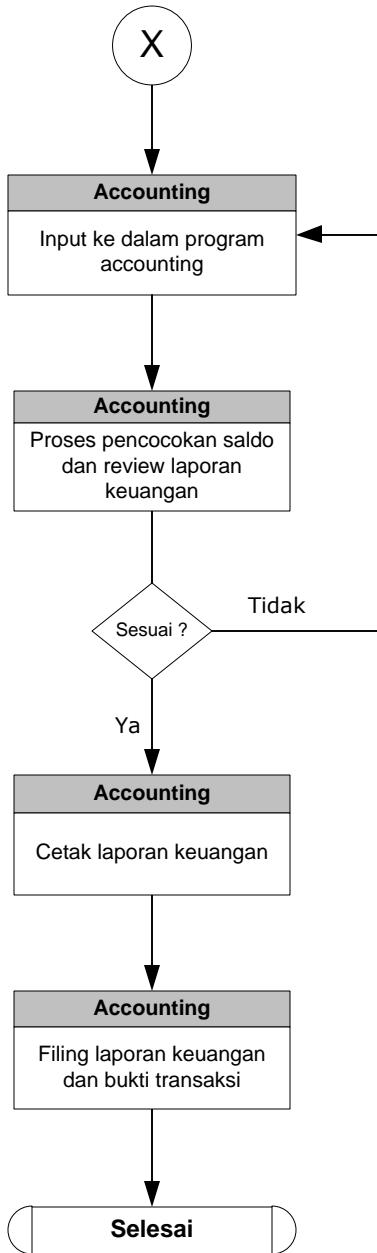 X
Accounting
Input ke dalam program
accounting
Accounting
Proses pencocokan saldo
dan review laporan
keuangan
Sesuai ?
Tidak
Ya
Accounting
Cetak laporan keuangan
Accounting
Filing laporan keuangan
dan bukti transaksi
Selesai